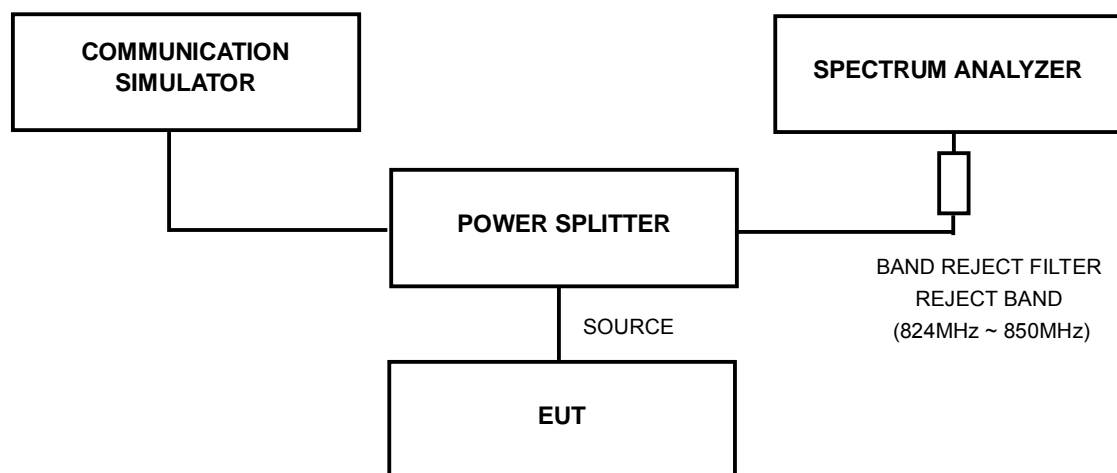 COMMUNICATION
SIMULATOR
SPECTRUM ANALYZER
POWER SPLITTER
BAND REJECT FILTER
REJECT BAND
(824MHz ~ 850MHz)
SOURCE
EUT